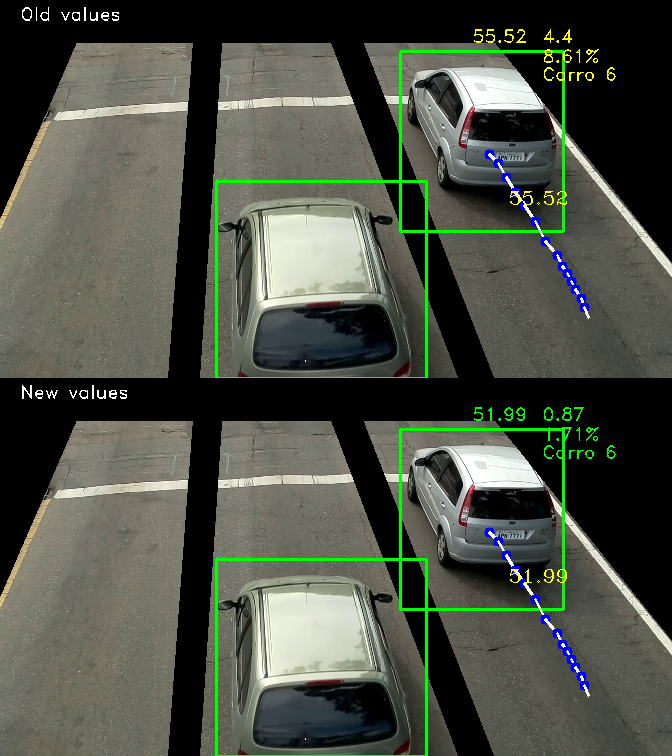 Old values
55.52 4.4
8.61%
Carro 6
55.52
New values
51.99 0.87
1.71%
Carro 6
51.99